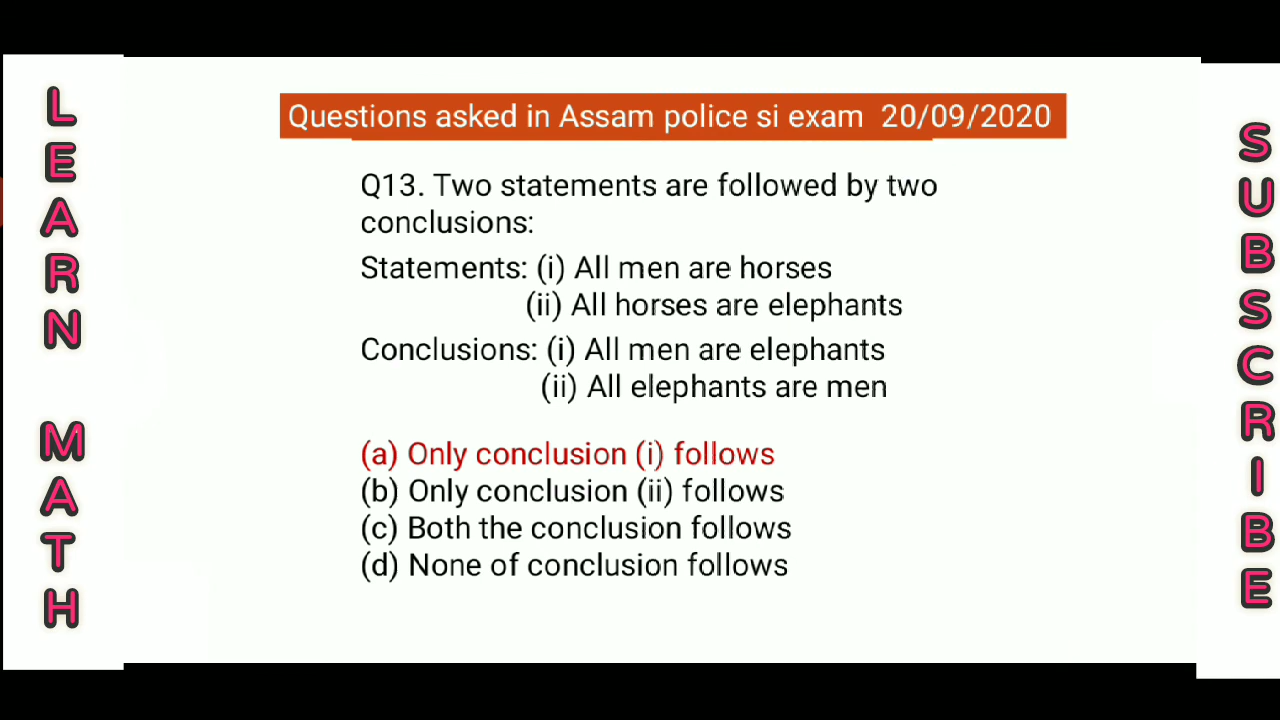 LEARN MATH
Questions asked in Assam police si exam 20/09/2020
Q13. Two statements are followed by two
conclusions:
Statements: (i) All men are horses
(ii) All horses are elephants
Conclusions: (i) All men are elephants
(ii) All elephants are men
(a) Only conclusion (i) follows
(b) Only conclusion (ii) follows
(c) Both the conclusion follows
(d) None of conclusion follows
SUBSCRIBE